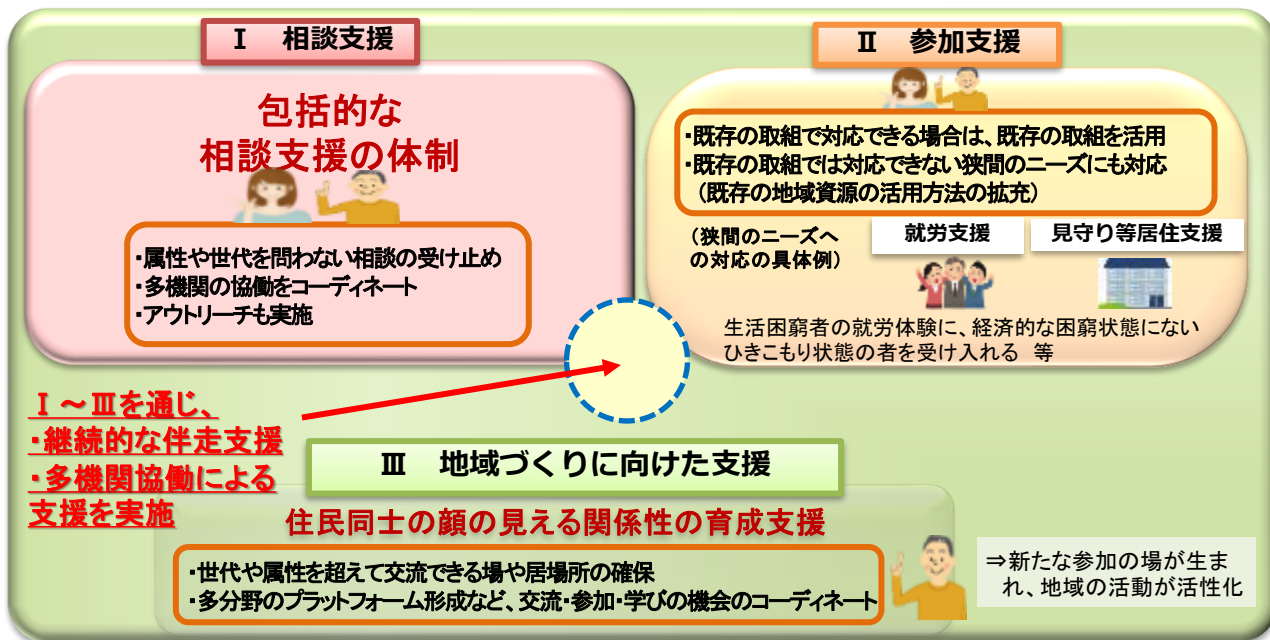 Ⅰ 相談支援
包括的な
相談支援の体制
・属性や世代を問わない相談の受け止め
・多機関の協働をコーディネート
・アウトリーチも実施
Ⅱ 参加支援
・既存の取組で対応できる場合は、既存の取組を活用
・既存の取組では対応できない狭間のニーズにも対応
（既存の地域資源の活用方法の拡充）
（狭間のニーズへ
の対応の具体例）
就労支援
見守り等居住支援
生活困窮者の就労体験に、経済的な困窮状態にない
ひきこもり状態の者を受け入れる 等
Ⅰ～Ⅲを通じ、
・継続的な伴走支援
・多機関協働による
支援を実施
Ⅲ 地域づくりに向けた支援
住民同士の顔の見える関係性の育成支援
・世代や属性を超えて交流できる場や居場所の確保
・多分野のプラットフォーム形成など、交流・参加・学びの機会のコーディネート
⇒新たな参加の場が生ま
れ、地域の活動が活性化